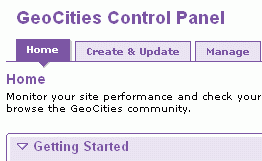 GeoCities Control Panel
Home
Create & Update
Manage
Home
Monitor your site performance and check your
browse the GeoCities community.
Getting Started